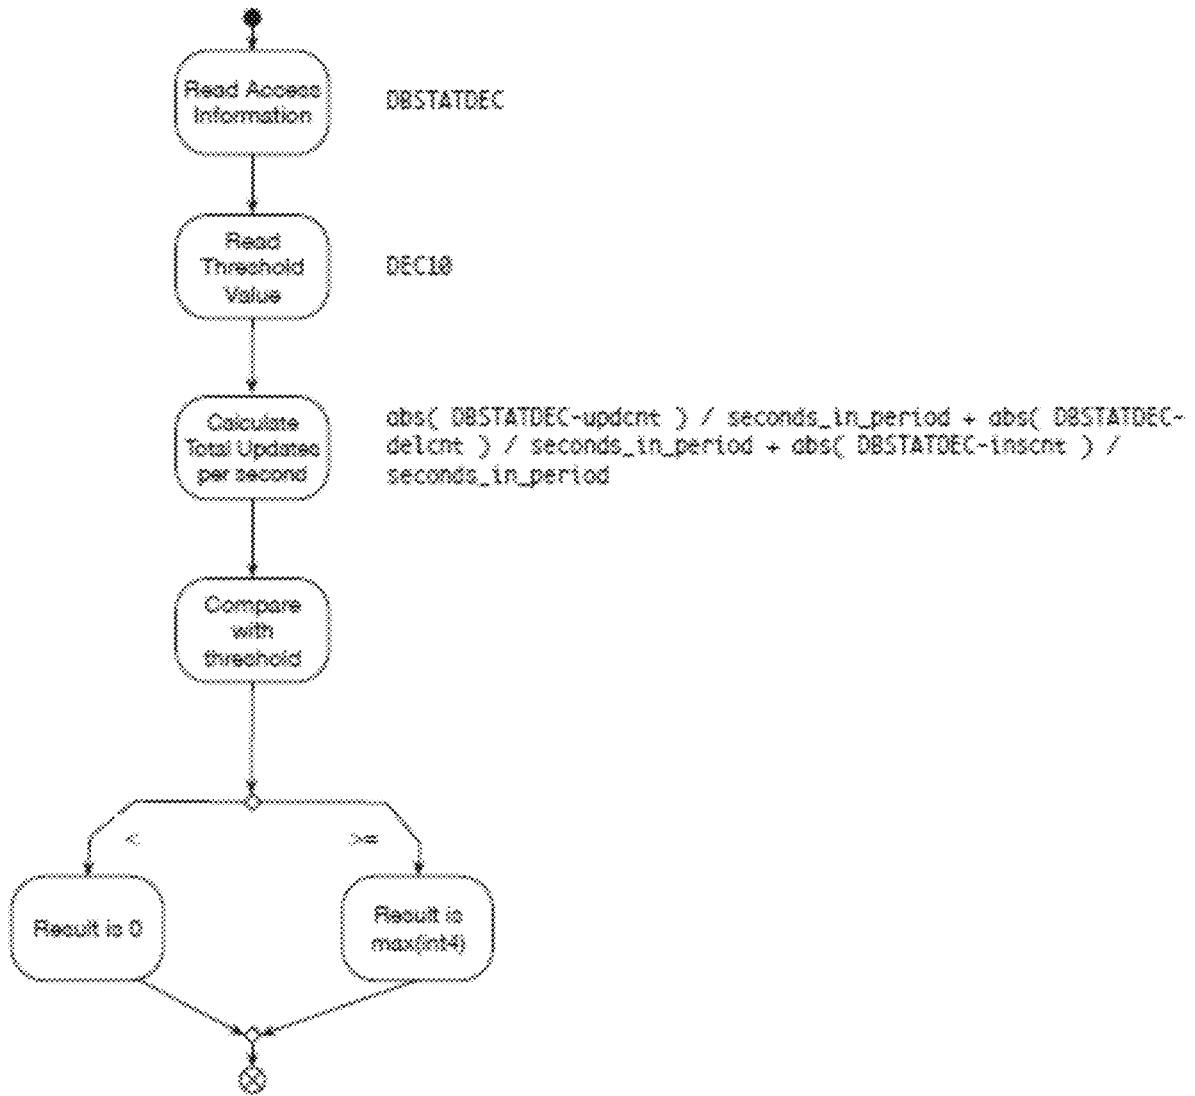 Read Access
Information
DBSTATDEC
Read
Threshold
Value
DEC10
Calculate
Total Updates
per second
abs( DBSTATDEC-updcnt ) / seconds_in_period + abs( DBSTATDEC-
delcnt ) / seconds_in_period + abs( DBSTATDEC-inscnt ) /
seconds_in_period
Compare
with
threshold
<
>=
Result is 0
Result is
max(int4)